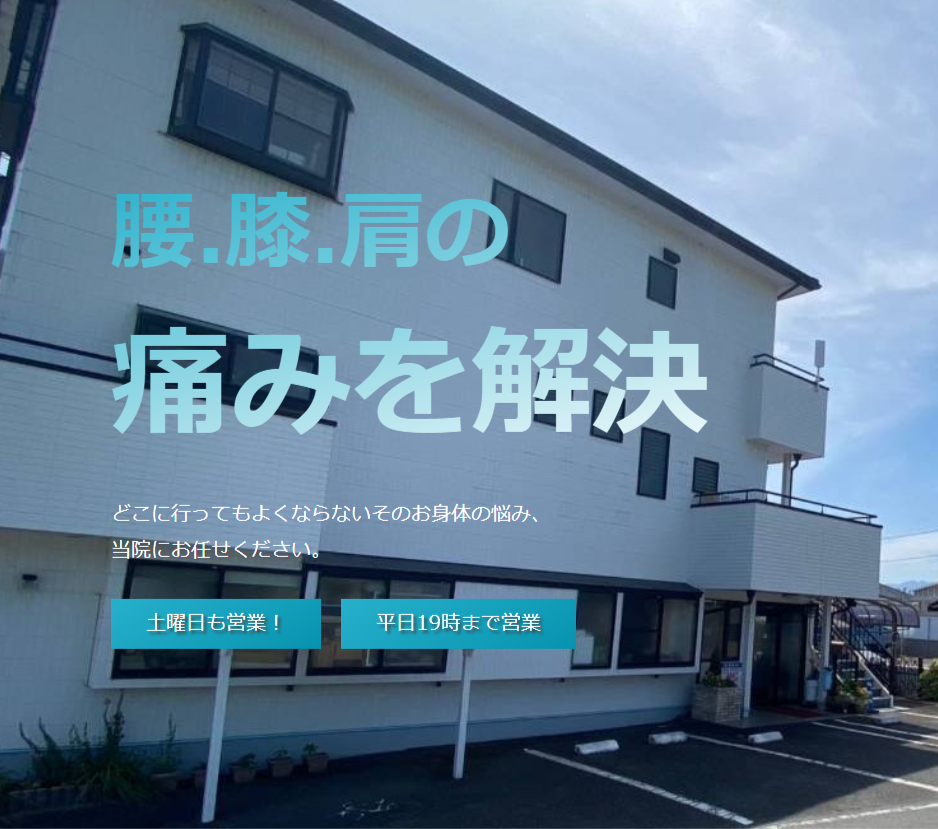 腰.膝.肩の
痛みを解決
どこに行ってもよくならないそのお身体の悩み、
当院にお任せください。
土曜日も営業！
平日19時まで営業